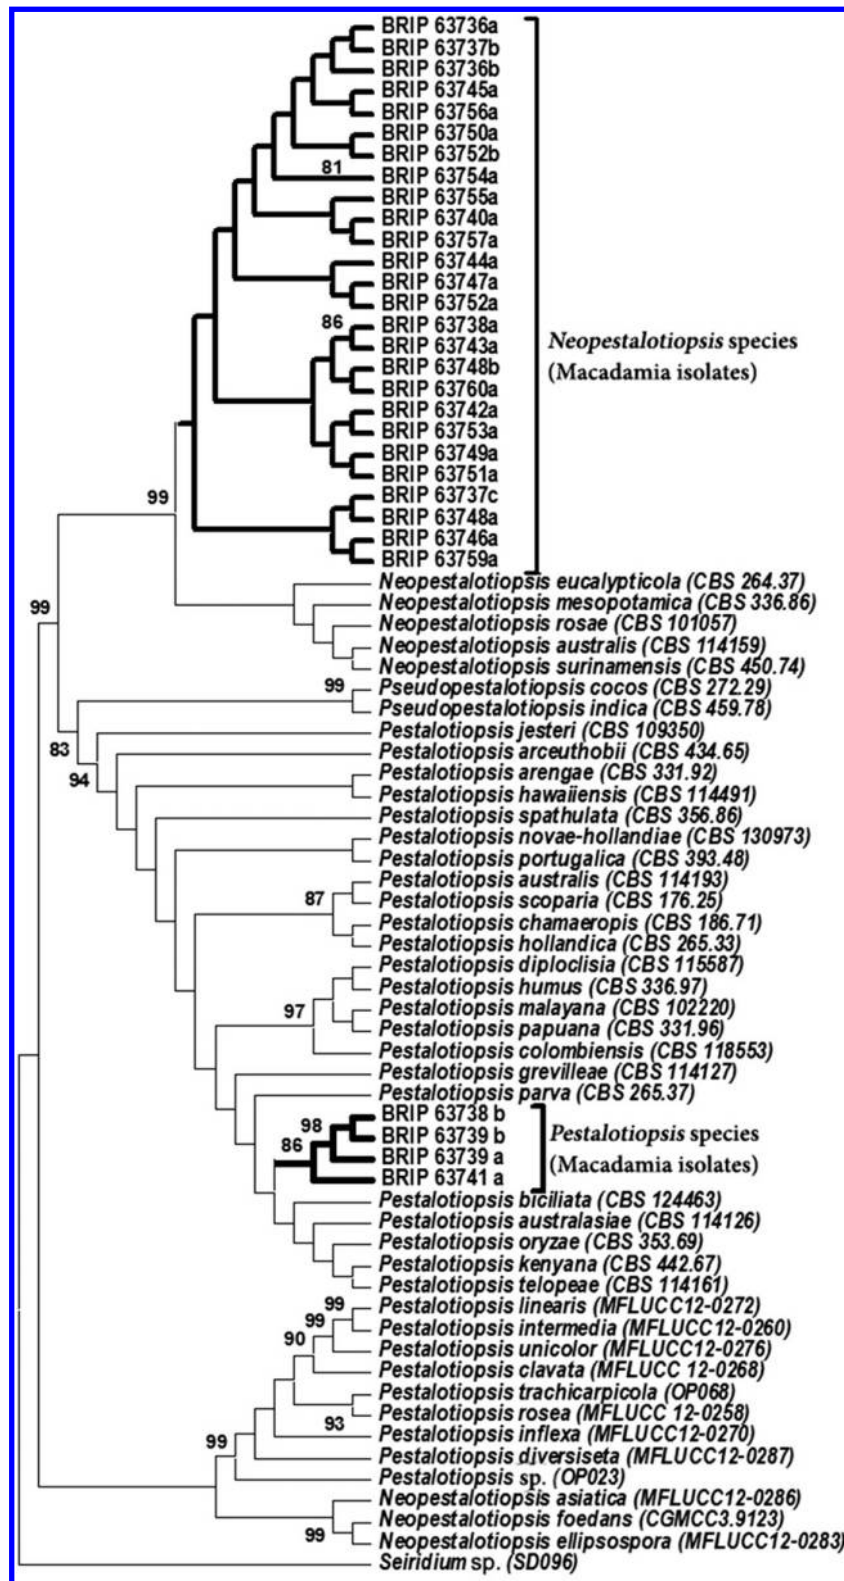 BRIP 63736a
BRIP 63737b
BRIP 63736b
BRIP 63745a
BRIP 63756a
BRIP 63750a
BRIP 63752b
81
BRIP 63754a
BRIP 63755a
BRIP 63740a
BRIP 63757a
BRIP 63744a
BRIP 63747a
BRIP 63752a
86
BRIP 63738a
BRIP 63743a
BRIP 63748b
BRIP 63760a
BRIP 63742a
BRIP 63753a
BRIP 63749a
BRIP 63751a
BRIP 63737c
BRIP 63748a
BRIP 63746a
BRIP 63759a
Neopestalotiopsis species
(Macadamia isolates)
99
Neopestalotiopsis eucalypticola (CBS 264.37)
Neopestalotiopsis mesopotamica (CBS 336.86)
Neopestalotiopsis rosae (CBS 101057)
Neopestalotiopsis australis (CBS 114159)
Neopestalotiopsis surinamensis (CBS 450.74)
99
99
Pseudopestalotiopsis cocos (CBS 272.29)
Pseudopestalotiopsis indica (CBS 459.78)
83
Pestalotiopsis jesteri (CBS 109350)
94
Pestalotiopsis arceuthobii (CBS 434.65)
Pestalotiopsis arengae (CBS 331.92)
Pestalotiopsis hawaiiensis (CBS 114491)
Pestalotiopsis spathulata (CBS 356.86)
Pestalotiopsis novae-hollandiae (CBS 130973)
Pestalotiopsis portugalica (CBS 393.48)
87
Pestalotiopsis australis (CBS 114193)
Pestalotiopsis scoparia (CBS 176.25)
Pestalotiopsis chamaeropis (CBS 186.71)
Pestalotiopsis hollandica (CBS 265.33)
Pestalotiopsis diploclisia (CBS 115587)
Pestalotiopsis humus (CBS 336.97)
97
Pestalotiopsis malayana (CBS 102220)
Pestalotiopsis papuana (CBS 331.96)
Pestalotiopsis colombiensis (CBS 118553)
Pestalotiopsis grevilleae (CBS 114127)
Pestalotiopsis parva (CBS 265.37)
98
86
BRIP 63738 b
BRIP 63739 b
BRIP 63739 a
BRIP 63741 a
Pestalotiopsis species
(Macadamia isolates)
Pestalotiopsis biciliata (CBS 124463)
Pestalotiopsis australasiae (CBS 114126)
Pestalotiopsis oryzae (CBS 353.69)
Pestalotiopsis kenyana (CBS 442.67)
Pestalotiopsis telopeae (CBS 114161)
99
Pestalotiopsis linearis (MFLUCC12-0272)
99
Pestalotiopsis intermedia (MFLUCC12-0260)
90
Pestalotiopsis unicolor (MFLUCC12-0276)
Pestalotiopsis clavata (MFLUCC 12-0268)
Pestalotiopsis trachicarpicola (OP068)
93
Pestalotiopsis rosea (MFLUCC 12-0258)
Pestalotiopsis inflexa (MFLUCC12-0270)
99
Pestalotiopsis diversiseta (MFLUCC12-0287)
Pestalotiopsis sp. (OP023)
Neopestalotiopsis asiatica (MFLUCC12-0286)
Neopestalotiopsis foedans (CGMCC3.9123)
99
Neopestalotiopsis ellipsospora (MFLUCC12-0283)
Seiridium sp. (SD096)